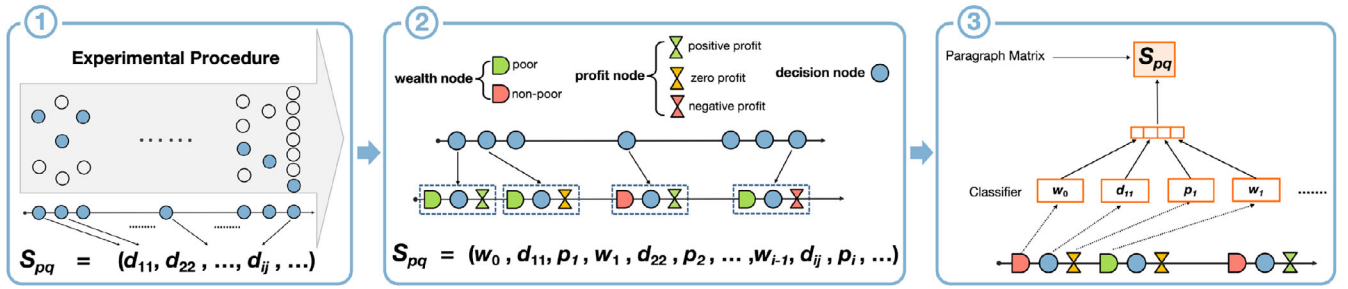 1
Experimental Procedure
......
......... .........
S_pq = (d_11, d_22 , ..., d_ij , ...)
2
wealth node
poor
non-poor
profit node
positive profit
zero profit
negative profit
decision node
S_pq = (w_0 , d_11, p_1 , w_1 , d_22 , p_2 , ... ,w_i-1, d_ij , p_i , ...)
3
Paragraph Matrix
S_pq
Classifier
w_0 d_11 p_1 w_1 ........